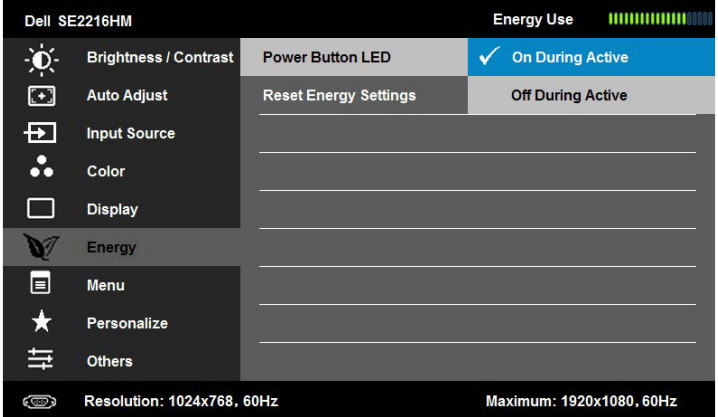 Dell SE2216HM Energy Use
Brightness / Contrast Power Button LED On During Active
Auto Adjust Reset Energy Settings Off During Active
Input Source
Color
Display
Energy
Menu
Personalize
Others
Resolution: 1024x768, 60Hz Maximum: 1920x1080, 60Hz